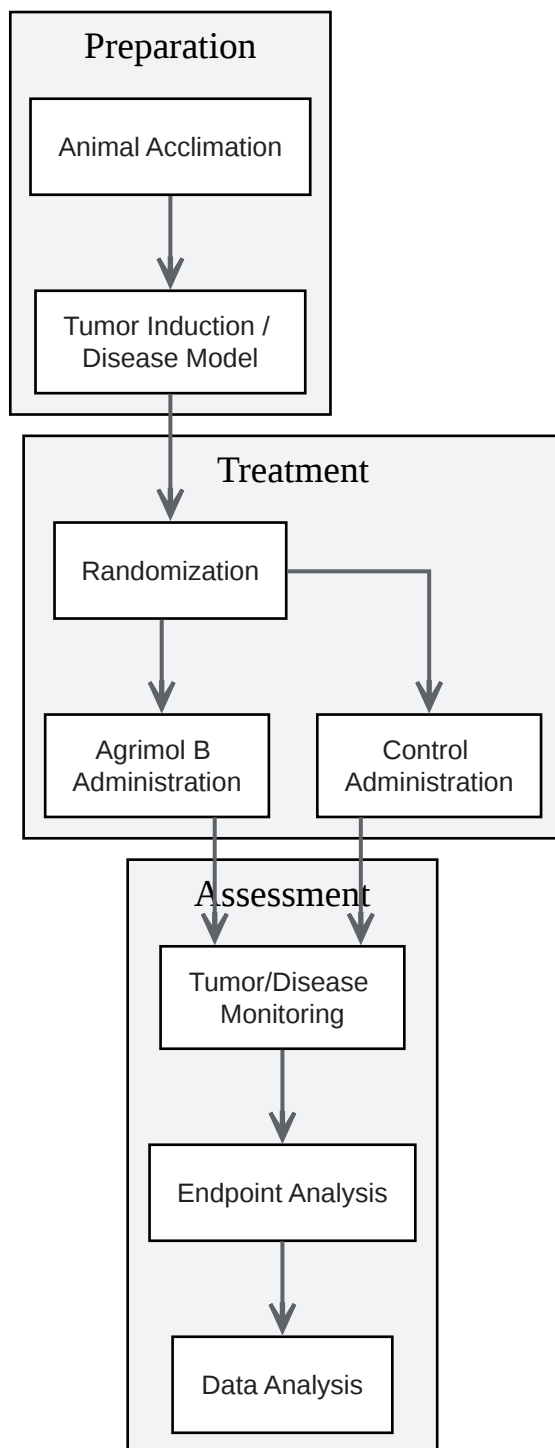 Preparation
Animal Acclimation
Tumor Induction /
Disease Model
Treatment
Randomization
Agrimol B
Administration
Control
Administration
Assessment
Tumor/Disease
Monitoring
Endpoint Analysis
Data Analysis